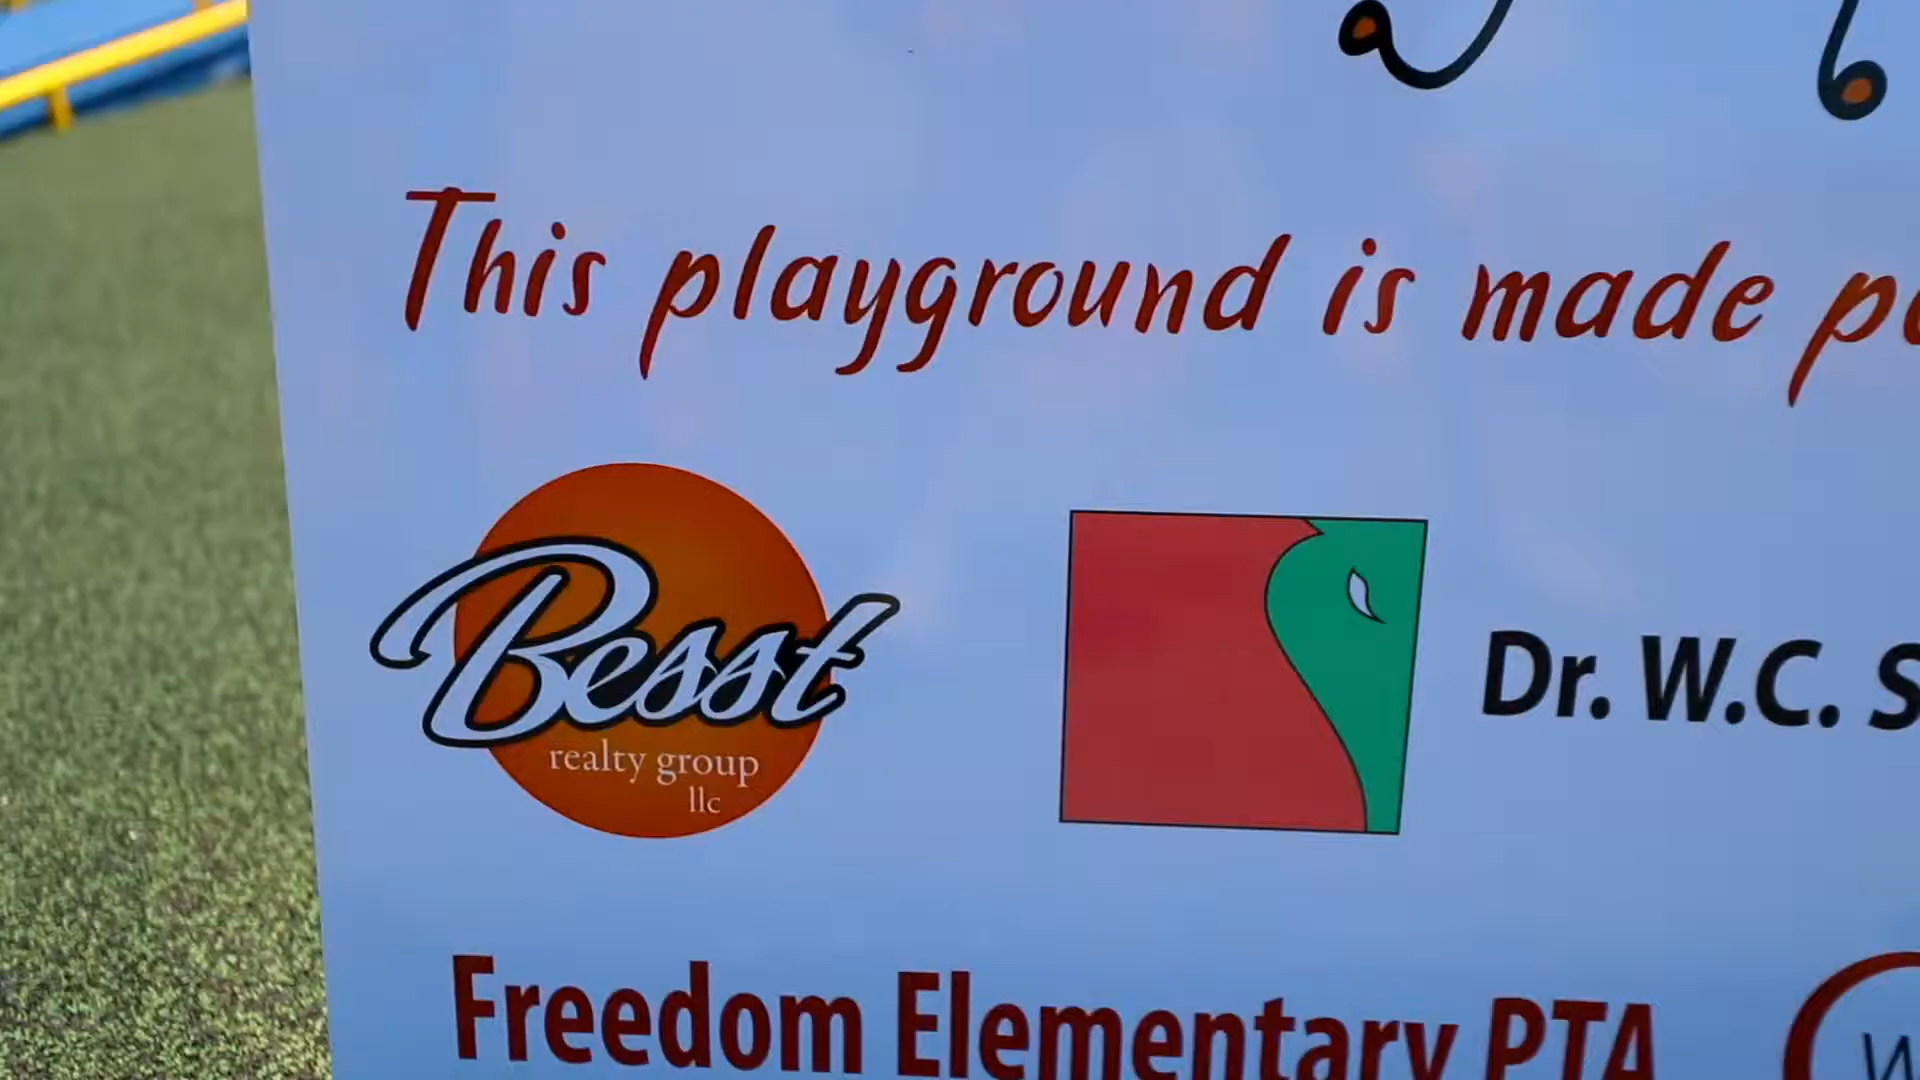 This playground is made
Besst
realty group
llc
Dr. W.C.
Freedom Elementary PTA